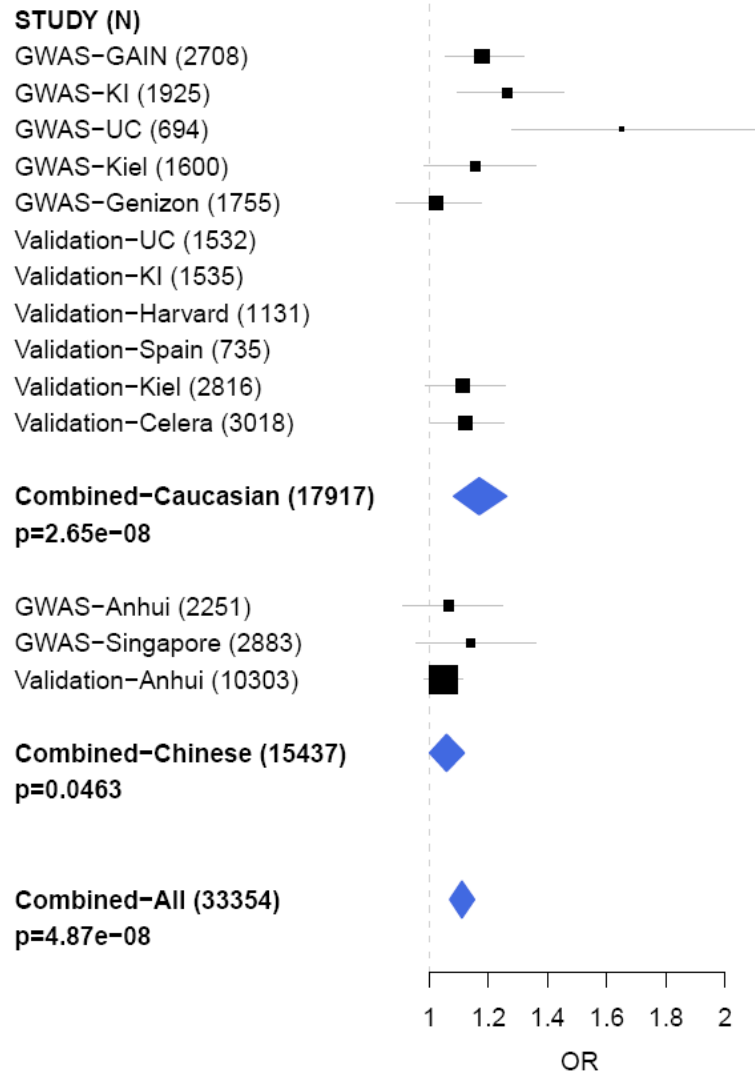 STUDY (N)
GWAS−GAIN (2708)
GWAS−KI (1925)
GWAS−UC (694)
GWAS−Kiel (1600)
GWAS−Genizon (1755)
Validation−UC (1532)
Validation−KI (1535)
Validation−Harvard (1131)
Validation−Spain (735)
Validation−Kiel (2816)
Validation−Celera (3018)
Combined−Caucasian (17917)
p=2.65e−08
GWAS−Anhui (2251)
GWAS−Singapore (2883)
Validation−Anhui (10303)
Combined−Chinese (15437)
p=0.0463
Combined−All (33354)
p=4.87e−08
1 1.2 1.4 1.6 1.8 2
OR